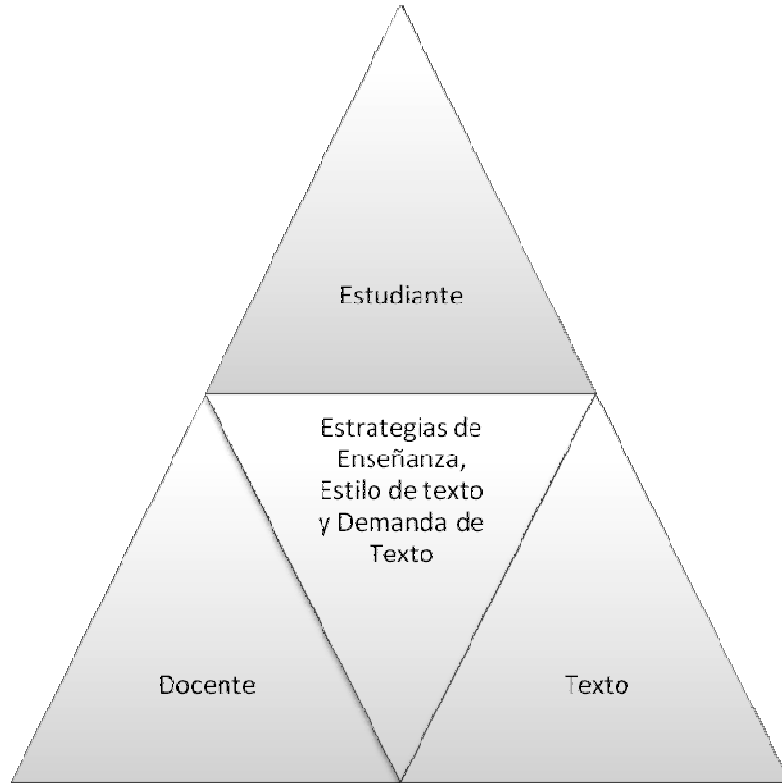 Estudiante
Estrategias de
Enseñanza,
Estilo de texto
y Demanda de
Texto
Docente
Texto